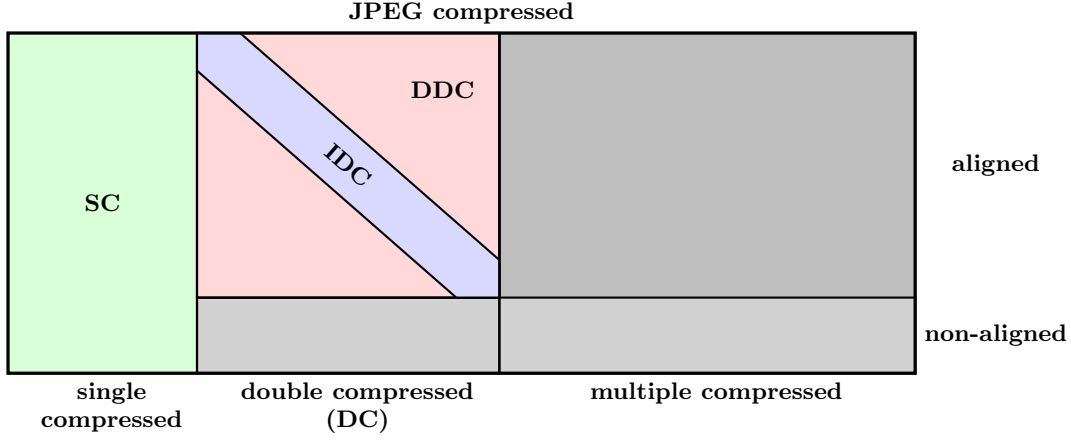 JPEG compressed
DDC
IDC
aligned
SC
non-aligned
single
compressed
double compressed
(DC)
multiple compressed